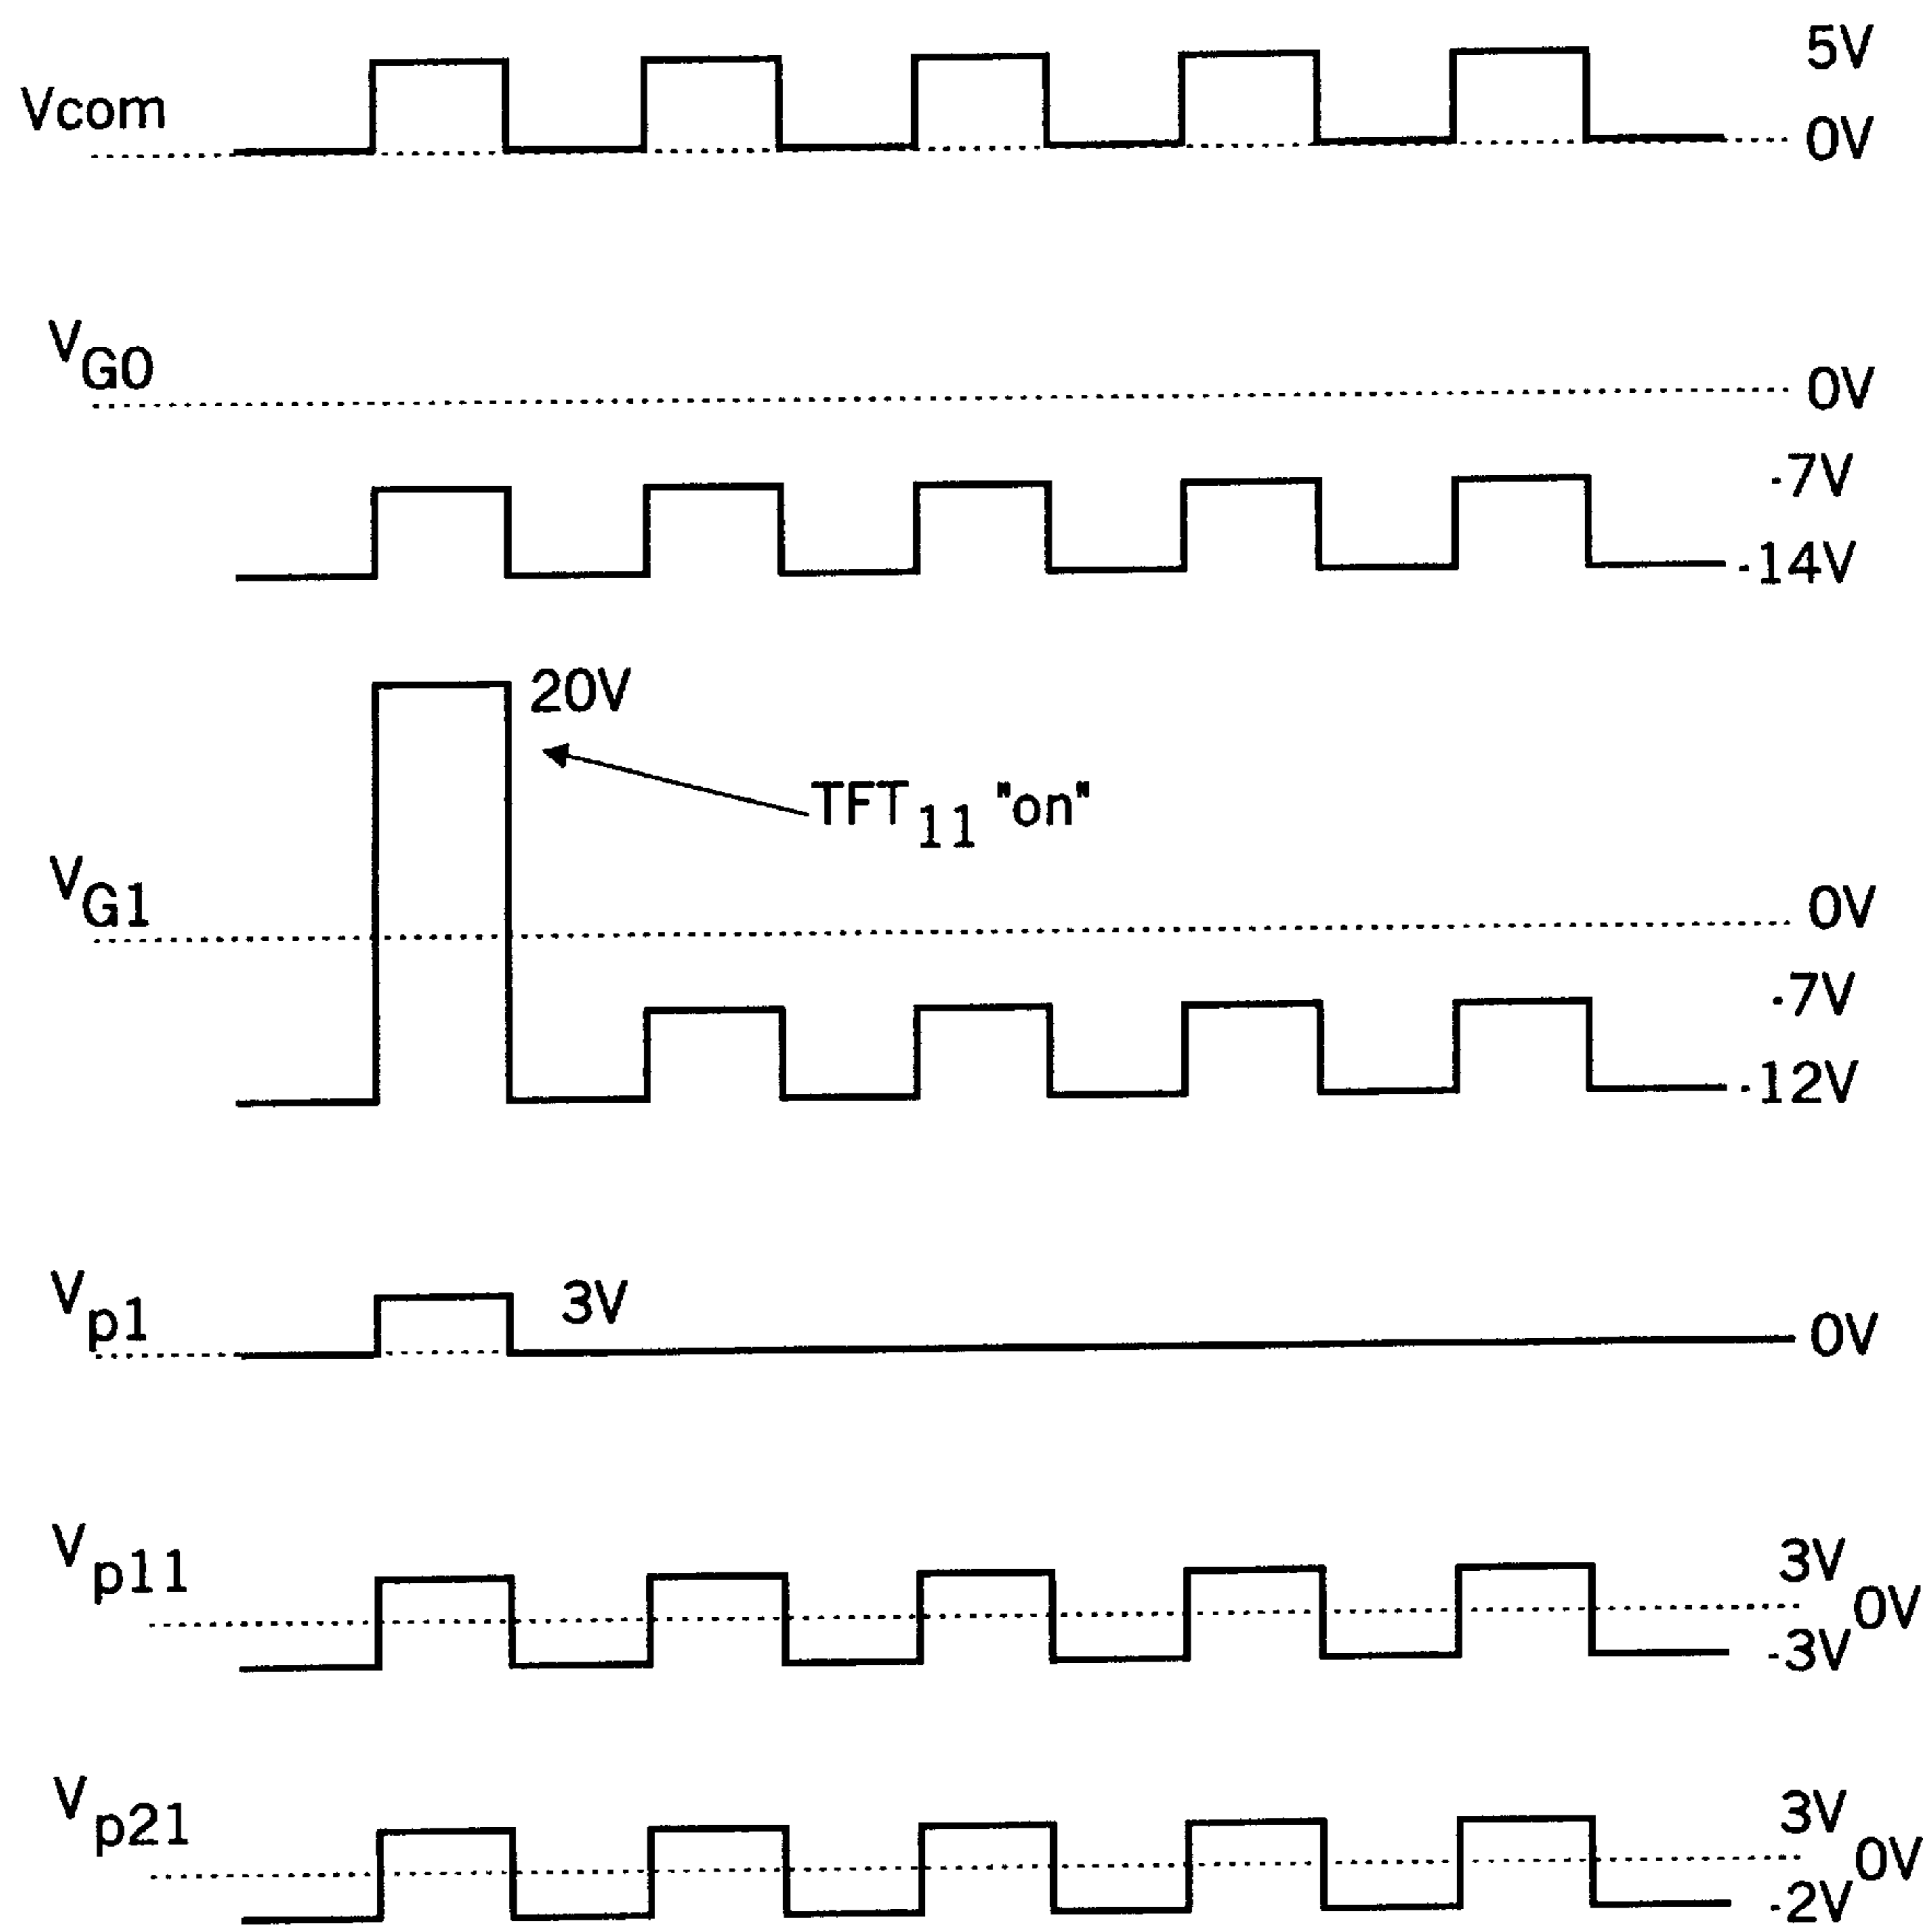 5V
Vcom
0V
VG0
0V
-7V
-14V
20V
TFT11 "on"
VG1
0V
-7V
-12V
Vp1
3V
0V
Vp11
3V
0V
-3V
Vp21
3V
0V
-2V